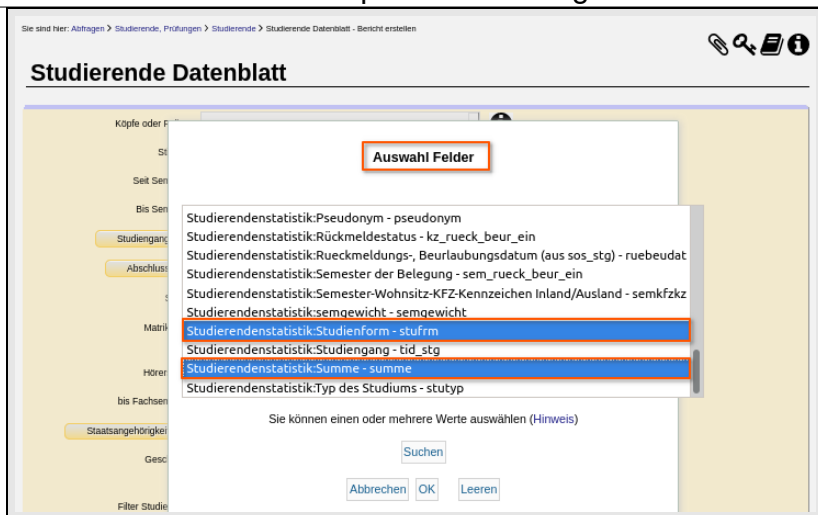 Sie sind hier: Abfragen > Studierende, Prüfungen > Studierende > Studierende Datenblatt - Bericht erstellen
Studierende Datenblatt
Köpfe oder
Auswahl Felder
Seit Sem
Bis Sem
Studiengang
Abschluss
Matrik
Hörer
bis Fachsem
Staatsangehörigkei
Gesc
Filter Studie
Studierendenstatistik:Pseudonym - pseudonym
Studierendenstatistik:Rückmeldestatus - kz_rueck_beur_ein
Studierendenstatistik:Rueckmeldungs-, Beurlaubungsdatum (aus sos_stg) - ruebeudat
Studierendenstatistik:Semester der Belegung - sem_rueck_beur_ein
Studierendenstatistik:Semester-Wohnsitz-KFZ-Kennzeichen Inland/Ausland - semkfzkz
Studierendenstatistik:semgewicht - semgewicht
Studierendenstatistik:Studienform - stufrm
Studierendenstatistik:Studiengang - tid_stg
Studierendenstatistik:Summe - summe
Studierendenstatistik:Typ des Studiums - stutyp
Sie können einen oder mehrere Werte auswählen (Hinweis)
Suchen
Abbrechen OK Leeren